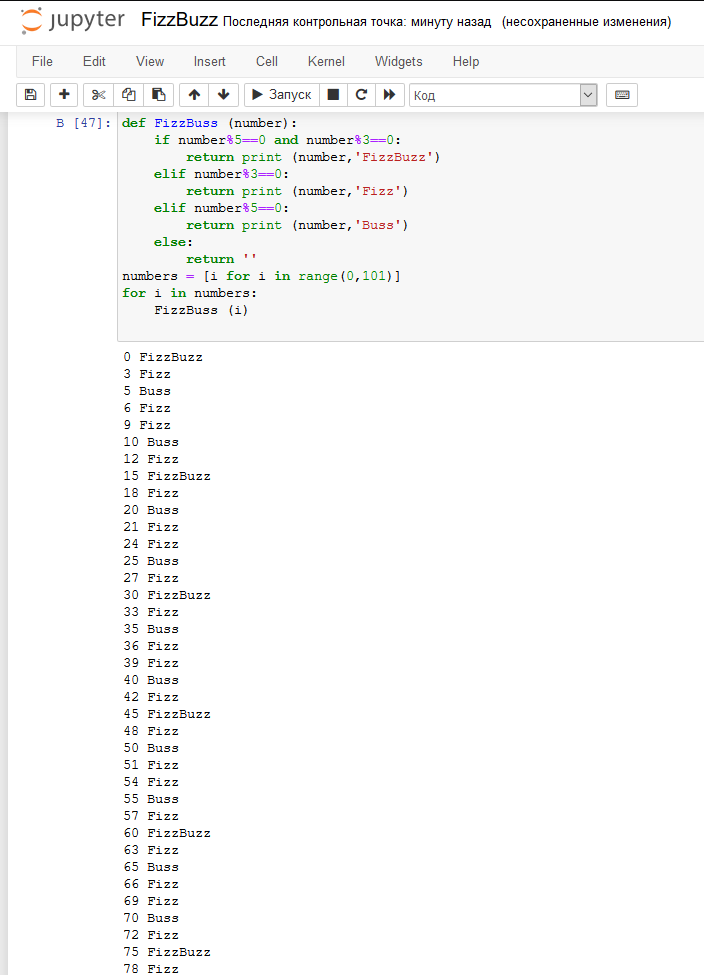 jupyter FizzBuzz Последняя контрольная точка: минуту назад (несохраненные изменения)
File Edit View Insert Cell Kernel Widgets Help
Запуск Код
В [47]: def FizzBuss (number):
    if number%5==0 and number%3==0:
        return print (number,'FizzBuzz')
    elif number%3==0:
        return print (number,'Fizz')
    elif number%5==0:
        return print (number,'Buss')
    else:
        return ''
numbers = [i for i in range(0,101)]
for i in numbers:
    FizzBuss (i)
0 FizzBuzz
3 Fizz
5 Buss
6 Fizz
9 Fizz
10 Buss
12 Fizz
15 FizzBuzz
18 Fizz
20 Buss
21 Fizz
24 Fizz
25 Buss
27 Fizz
30 FizzBuzz
33 Fizz
35 Buss
36 Fizz
39 Fizz
40 Buss
42 Fizz
45 FizzBuzz
48 Fizz
50 Buss
51 Fizz
54 Fizz
55 Buss
57 Fizz
60 FizzBuzz
63 Fizz
65 Buss
66 Fizz
69 Fizz
70 Buss
72 Fizz
75 FizzBuzz
78 Fizz